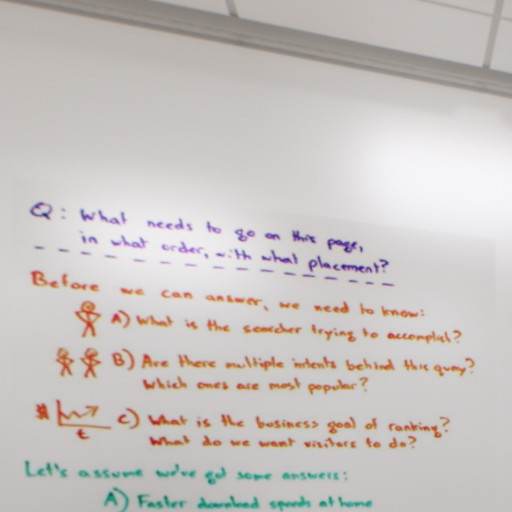 Q: What needs to go on this page,
in what order, with what placement?
Before we can answer, we need to know:
A) What is the searcher trying to accomplish?
B) Are there multiple intents behind this query?
Which ones are most popular?
# t C) What is the business goal of ranking?
What do we want visitors to do?
Let's assume we've got some answers:
A) Faster download speeds at home